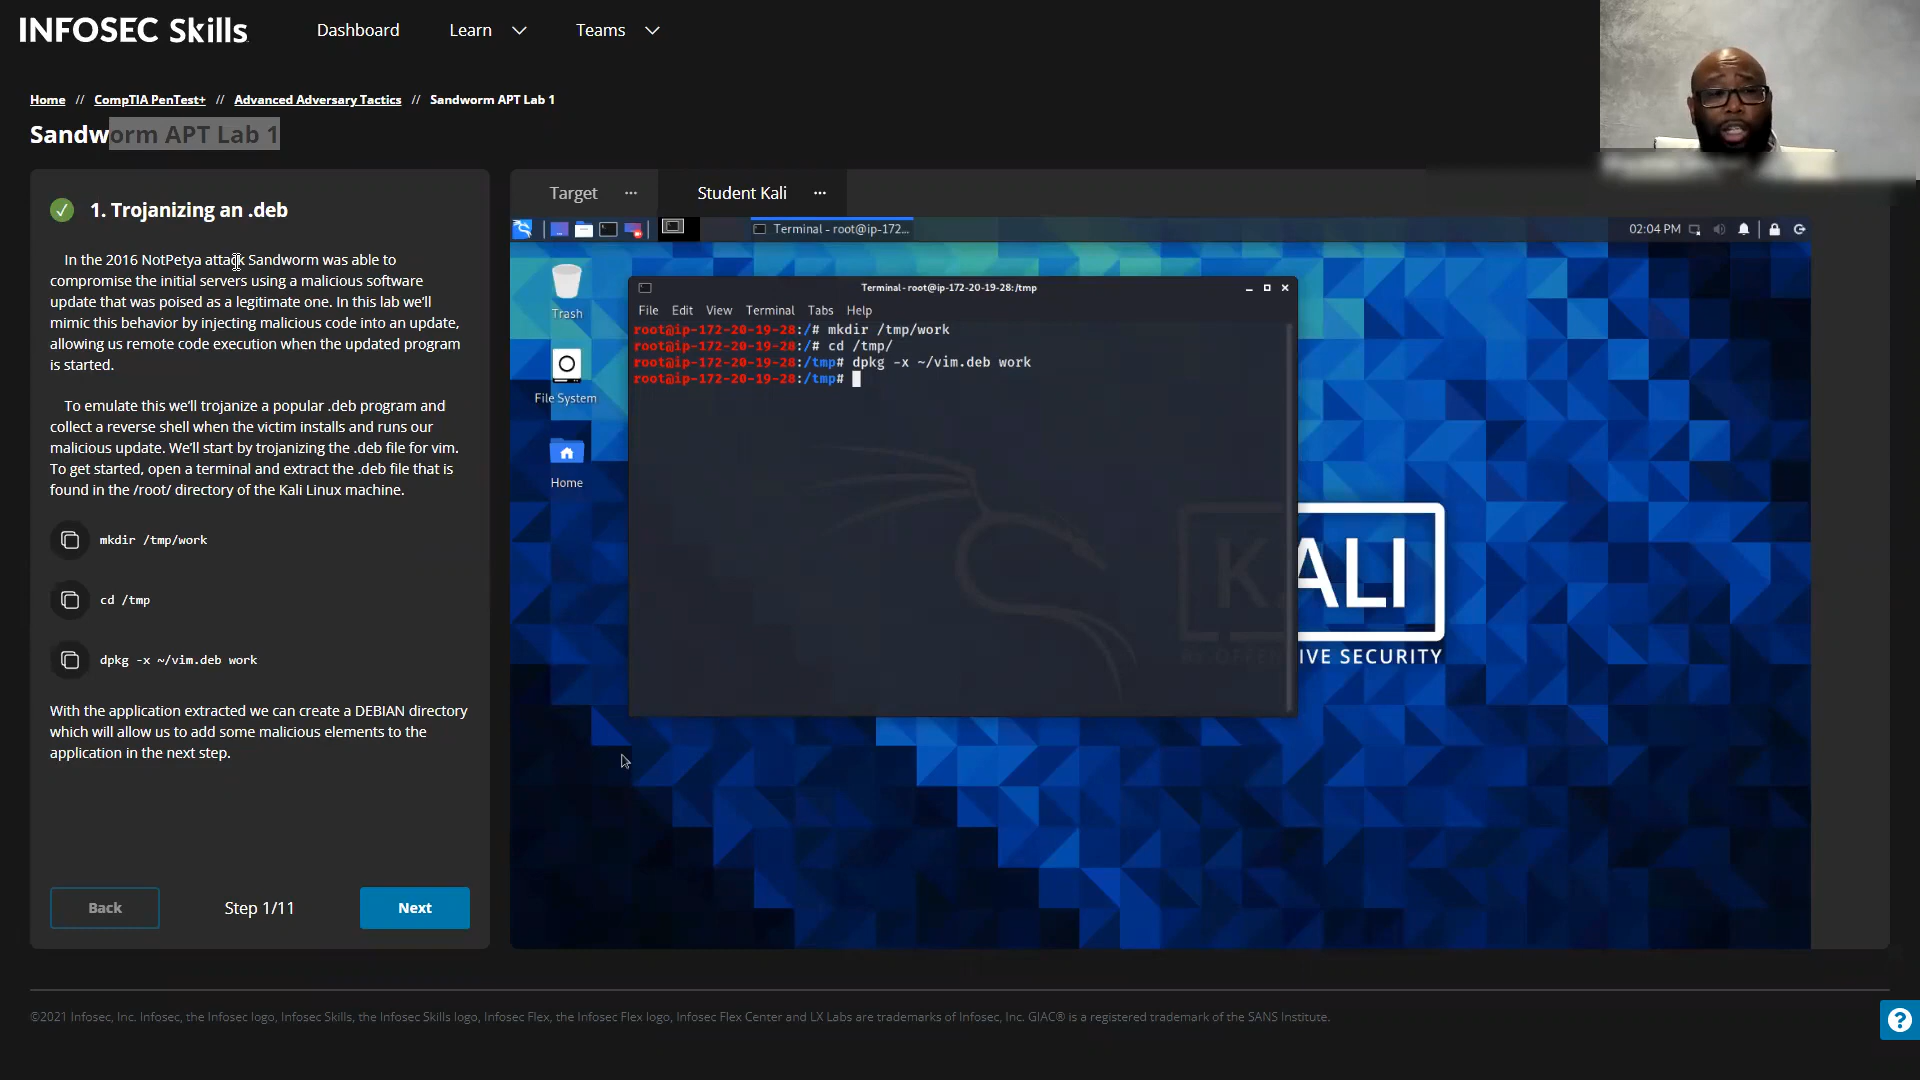 INFOSEC Skills
Dashboard
Learn
Teams
Home // CompTIA PenTest+ // Advanced Adversary Tactics // Sandworm APT Lab 1
Sandworm APT Lab 1
1. Trojanizing an .deb
In the 2016 NotPetya attack Sandworm was able to
compromise the initial servers using a malicious software
update that was poised as a legitimate one. In this lab we'll
mimic this behavior by injecting malicious code into an update,
allowing us remote code execution when the updated program
is started.
To emulate this we'll trojanize a popular .deb program and
collect a reverse shell when the victim installs and runs our
malicious update. We'll start by trojanizing the .deb file for vim.
To get started, open a terminal and extract the .deb file that is
found in the /root/ directory of the Kali Linux machine.
mkdir /tmp/work
cd /tmp
dpkg -x ~/vim.deb work
With the application extracted we can create a DEBIAN directory
which will allow us to add some malicious elements to the
application in the next step.
Back
Step 1/11
Next
Target ...
Student Kali ...
Terminal - root@ip-172...
02:04 PM
Trash
File System
Home
Terminal - root@ip-172-20-19-28: /tmp
File Edit View Terminal Tabs Help
root@ip-172-20-19-28:/# mkdir /tmp/work
root@ip-172-20-19-28:/# cd /tmp/
root@ip-172-20-19-28:/tmp# dpkg -x ~/vim.deb work
root@ip-172-20-19-28:/tmp#
KALI
BY OFFENSIVE SECURITY
©2021 Infosec, Inc. Infosec, the Infosec logo, Infosec Skills, the Infosec Skills logo, Infosec Flex, the Infosec Flex logo, Infosec Flex Center and LX Labs are trademarks of Infosec, Inc. GIAC® is a registered trademark of the SANS Institute.
?